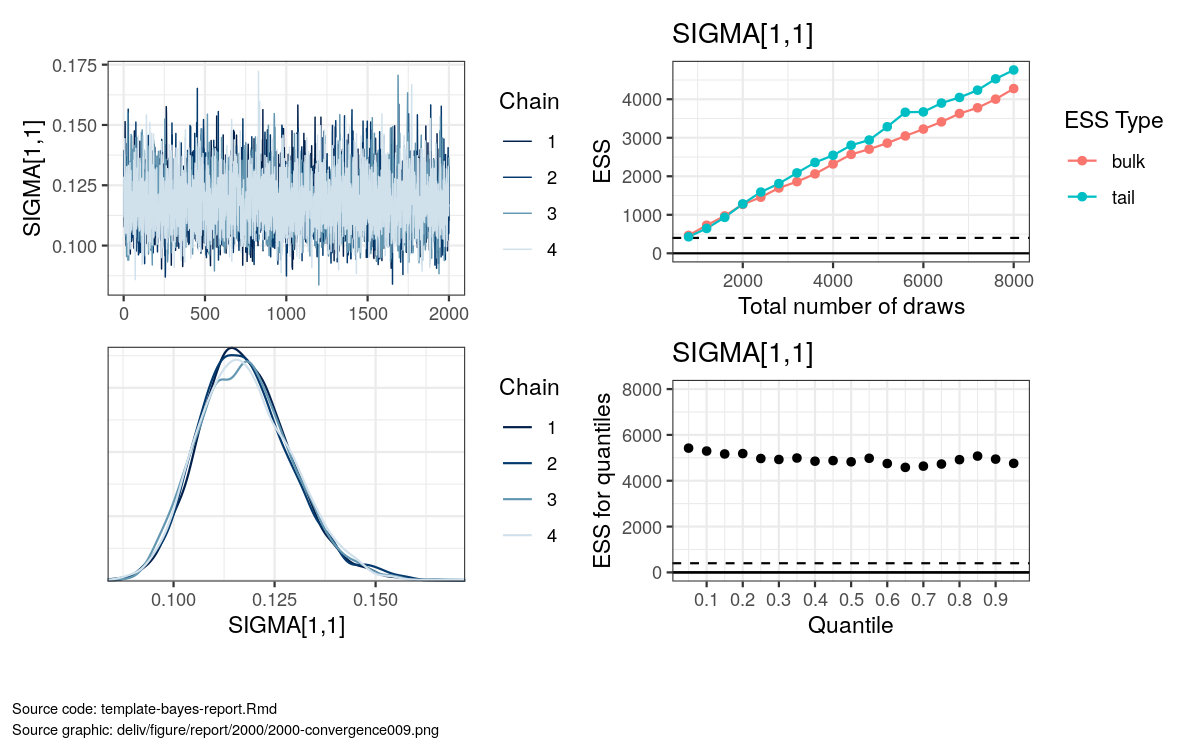 SIGMA[1,1]
0.175
0.150
0.125
0.100
SIGMA[1,1]
0 500 1000 1500 2000
Chain
1
2
3
4
SIGMA[1,1]
ESS
4000
3000
2000
1000
0
2000 4000 6000 8000
Total number of draws
ESS Type
bulk
tail
0.100 0.125 0.150
SIGMA[1,1]
Chain
1
2
3
4
SIGMA[1,1]
ESS for quantiles
8000
6000
4000
2000
0
0.1 0.2 0.3 0.4 0.5 0.6 0.7 0.8 0.9
Quantile
Source code: template-bayes-report.Rmd
Source graphic: deliv/figure/report/2000/2000-convergence009.png